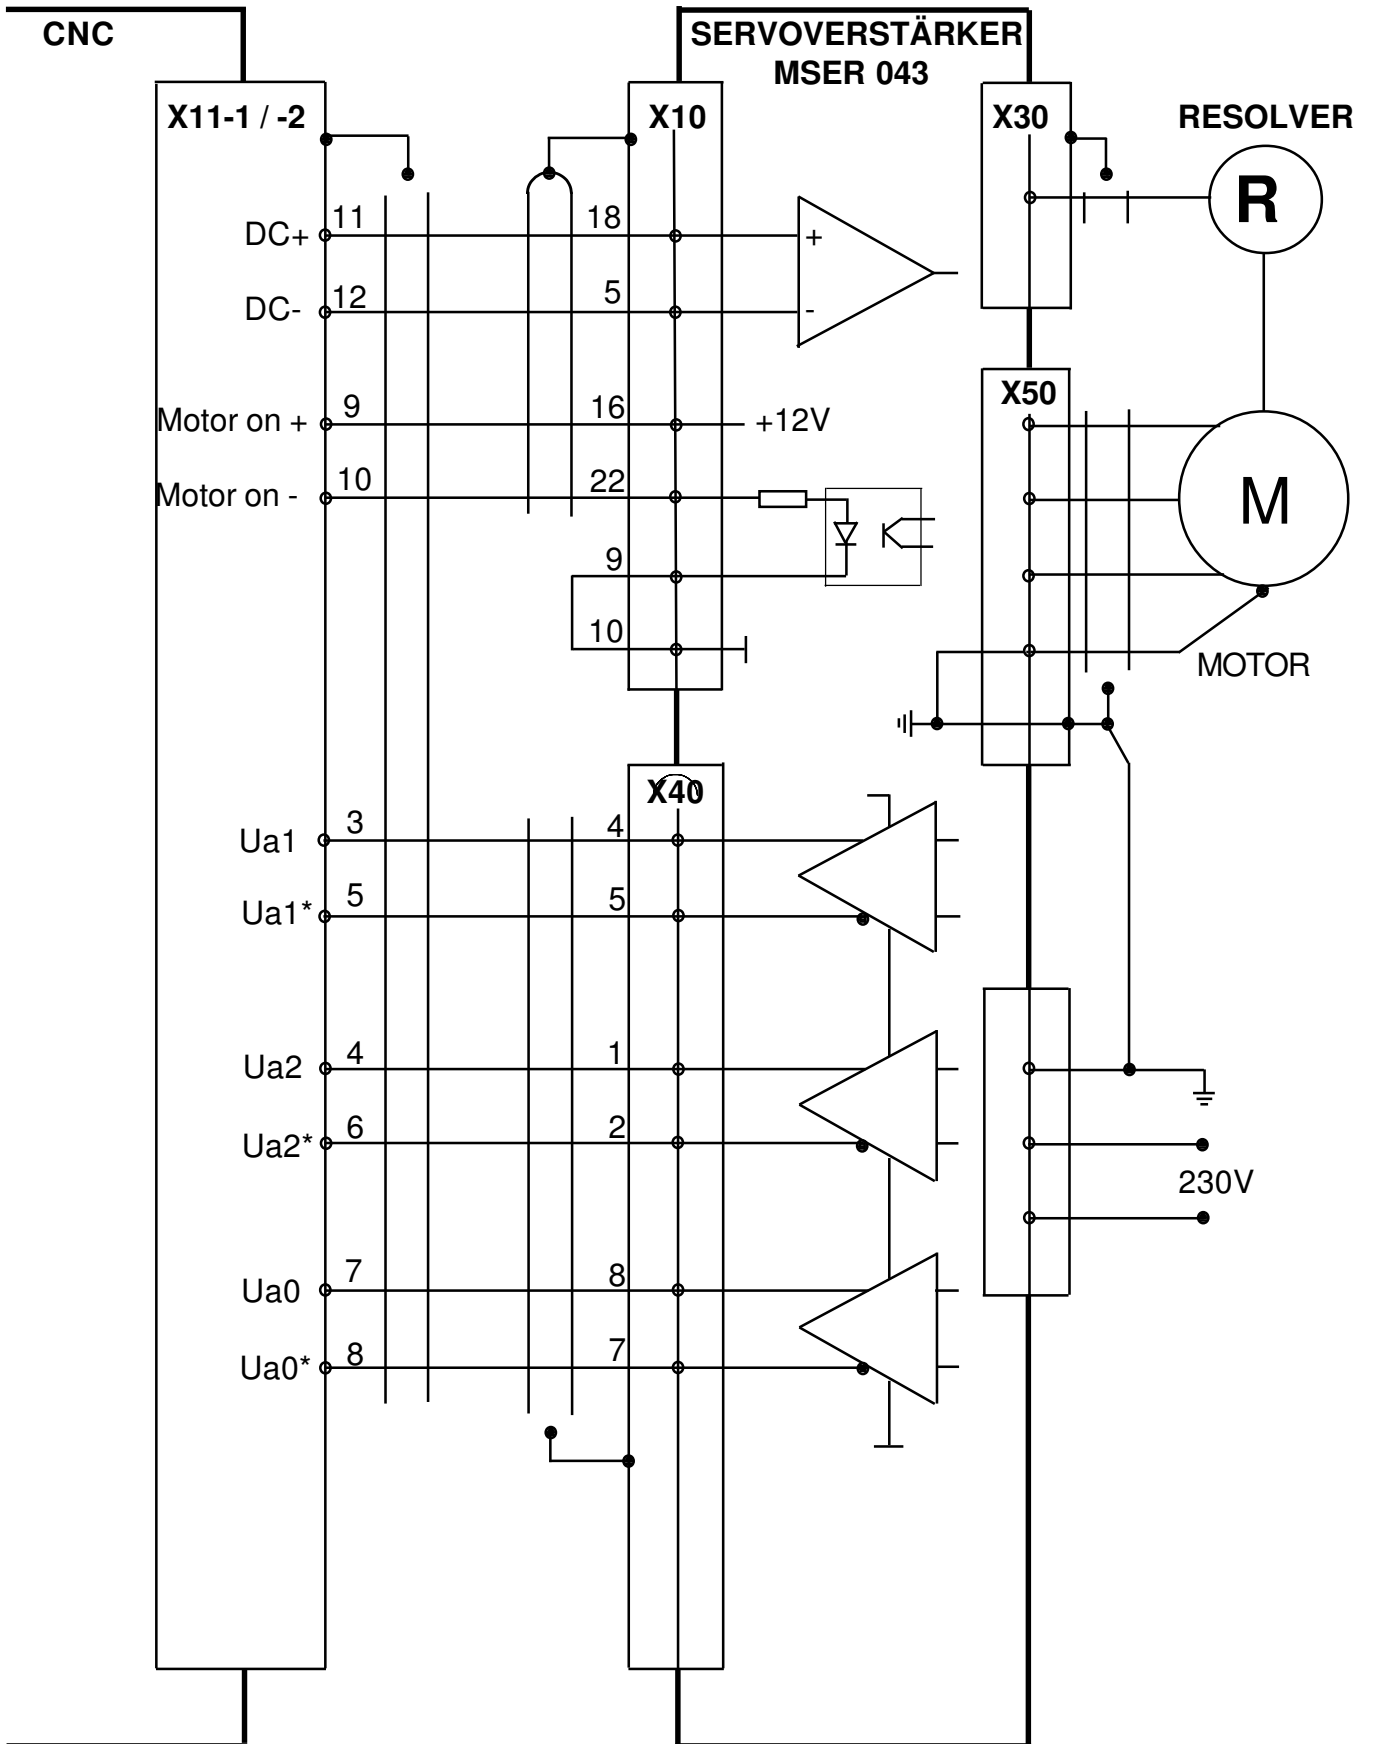 CNC
SERVOVERSTÄRKER
MSER 043
X11-1 / -2
X10
X30
RESOLVER
R
DC+
11
18
+
DC-
12
5
-
X50
Motor on +
9
16
+12V
Motor on -
10
22
M
9
10
MOTOR
X40
Ua1
3
4
Ua1*
5
5
Ua2
4
1
Ua2*
6
2
230V
Ua0
7
8
Ua0*
8
7